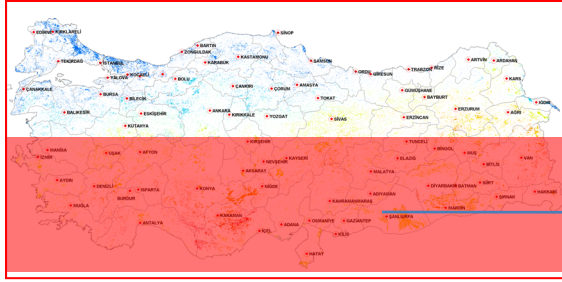 SİNOP
EDİRNE
KIRKLARELİ
BARTIN
ZONGULDAK
KASTAMONU
TEKİRDAĞ
İSTANBUL
KARABÜK
SAMSUN
ARTVİN
ARDAHAN
KOCAELİ
YALOVA
BOLU
ORDU
GİRESUN
TRABZON
RİZE
KARS
ÇANAKKALE
BURSA
BİLECİK
ÇANKIRI
ÇORUM
AMASYA
TOKAT
GÜMÜŞHANE
BAYBURT
IĞDIR
BALIKESİR
ESKİŞEHİR
ANKARA
KIRIKKALE
YOZGAT
SİVAS
ERZİNCAN
ERZURUM
AĞRI
KÜTAHYA
KIRŞEHİR
TUNCELİ
MANİSA
İZMİR
UŞAK
AFYON
NEVŞEHİR
KAYSERİ
ELAZIĞ
BİNGÖL
MUŞ
VAN
AKSARAY
MALATYA
BİTLİS
AYDIN
DENİZLİ
ISPARTA
KONYA
NİĞDE
ADIYAMAN
DİYARBAKIR
BATMAN
SİİRT
HAKKARİ
BURDUR
KAHRAMANMARAŞ
ŞIRNAK
MUĞLA
ANTALYA
KARAMAN
MARDİN
İÇEL
ADANA
OSMANİYE
GAZİANTEP
ŞANLIURFA
KİLİS
HATAY